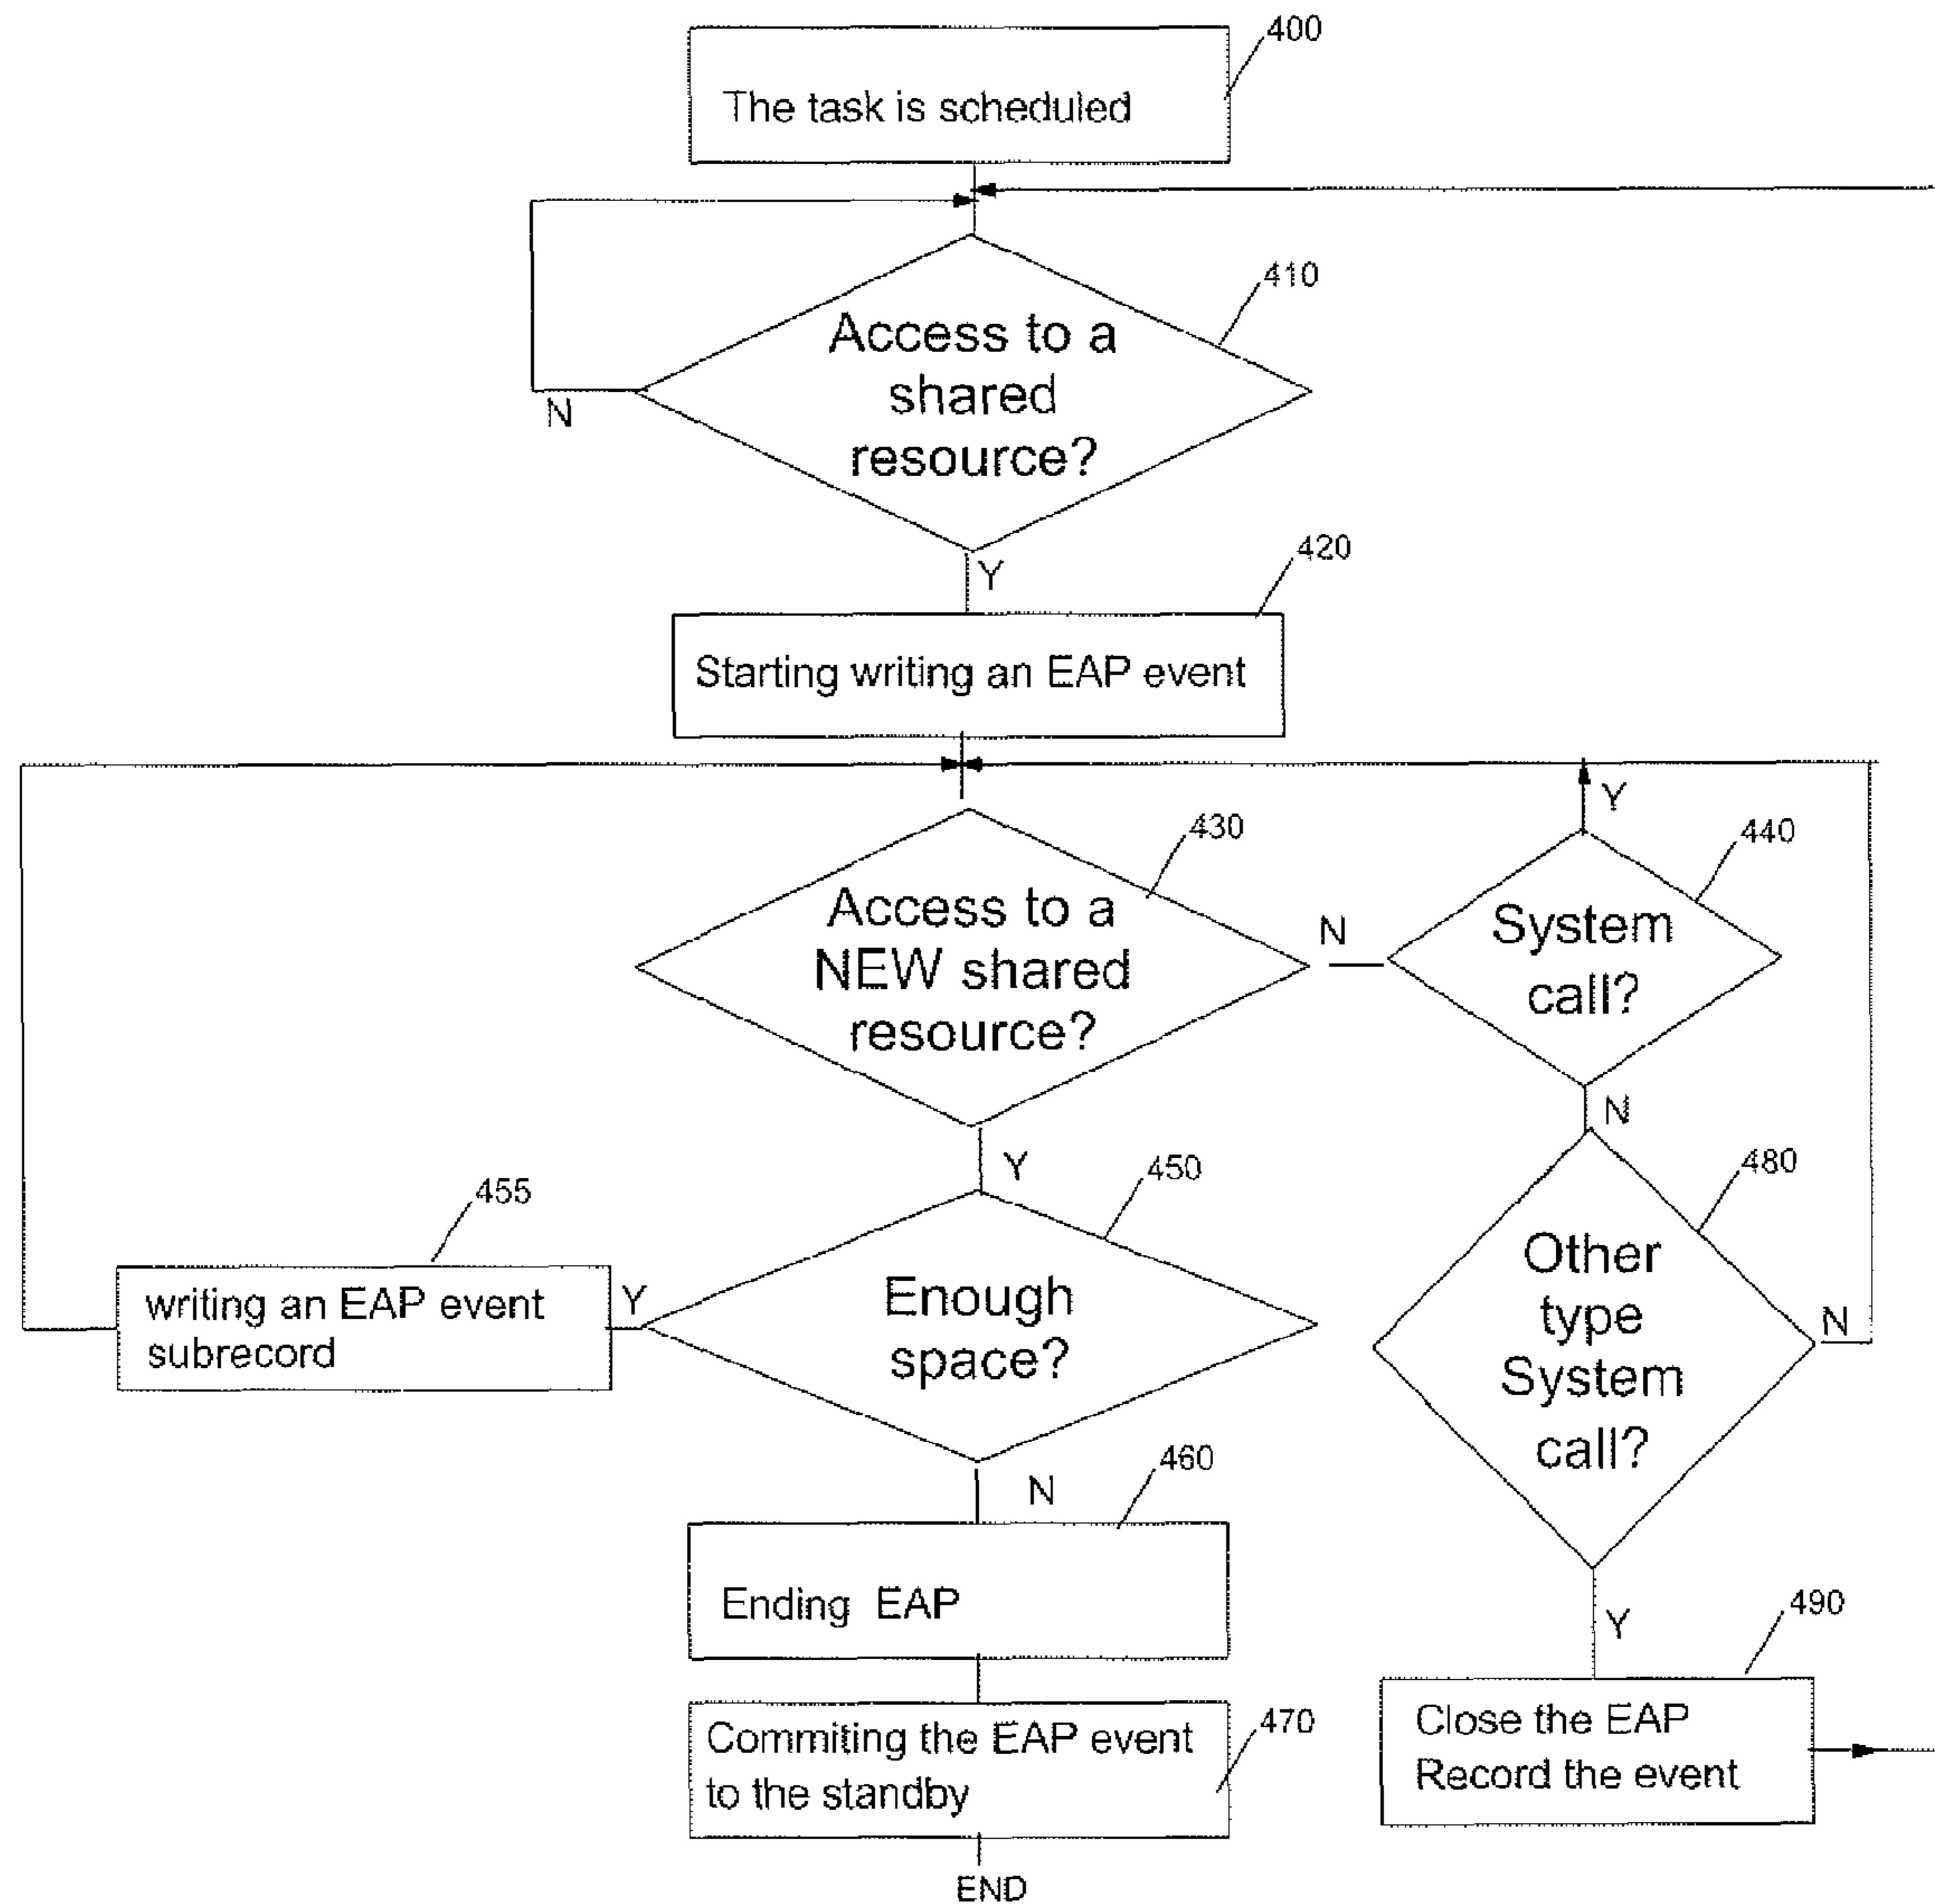 400
The task is scheduled
410
Access to a
shared
resource?
N
Y
420
Starting writing an EAP event
430
Access to a
NEW shared
resource?
N
Y
440
System
call?
Y
N
450
Enough
space?
Y
N
455
writing an EAP event
subrecord
480
Other
type
System
call?
N
Y
460
Ending EAP
470
Commiting the EAP event
to the standby
END
490
Close the EAP
Record the event